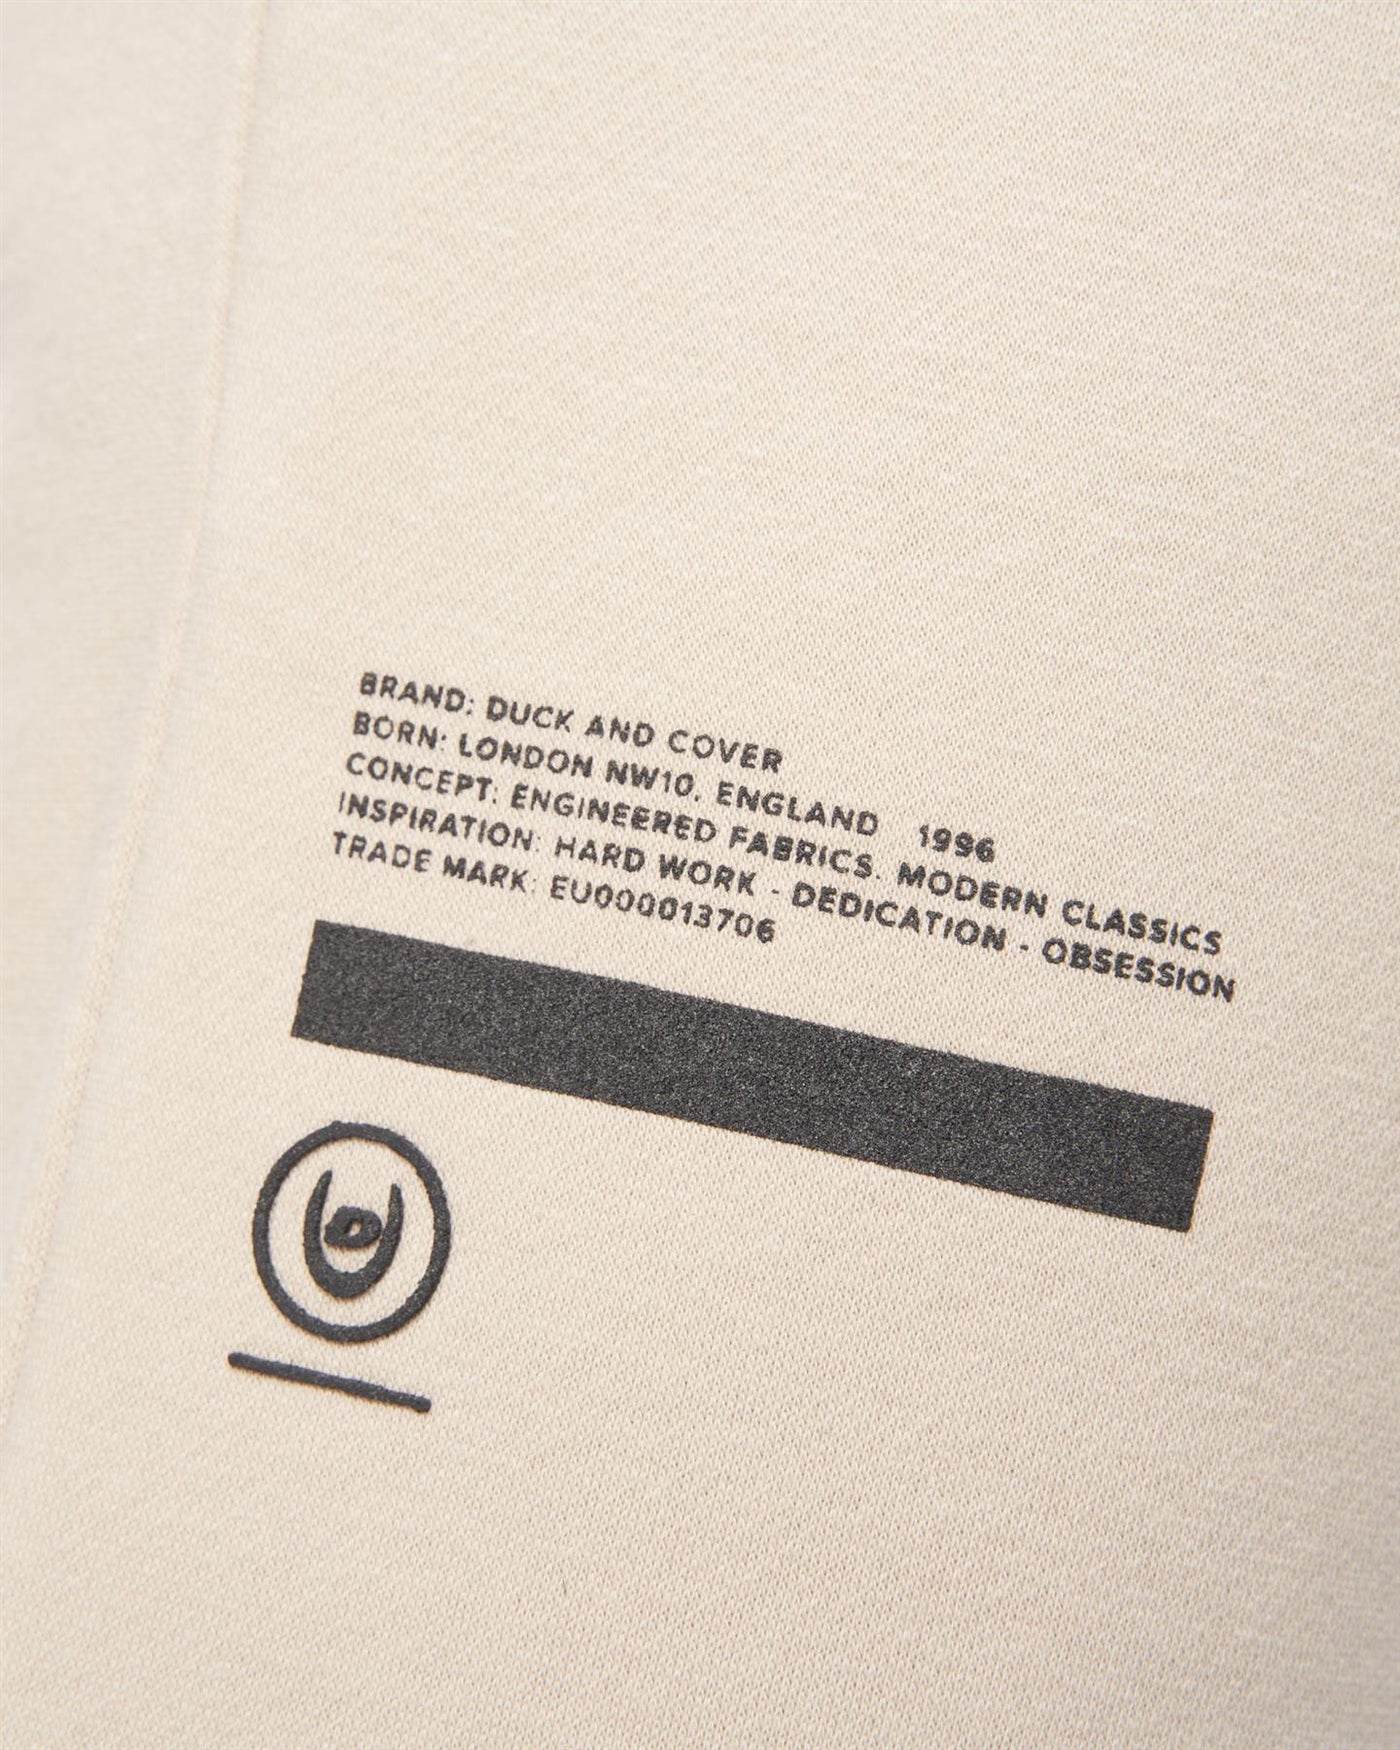 BRAND: DUCK AND COVER
BORN: LONDON NW10, ENGLAND 1996
CONCEPT: ENGINEERED FABRICS. MODERN CLASSICS
INSPIRATION: HARD WORK - DEDICATION - OBSESSION
TRADE MARK: EU000013706
D